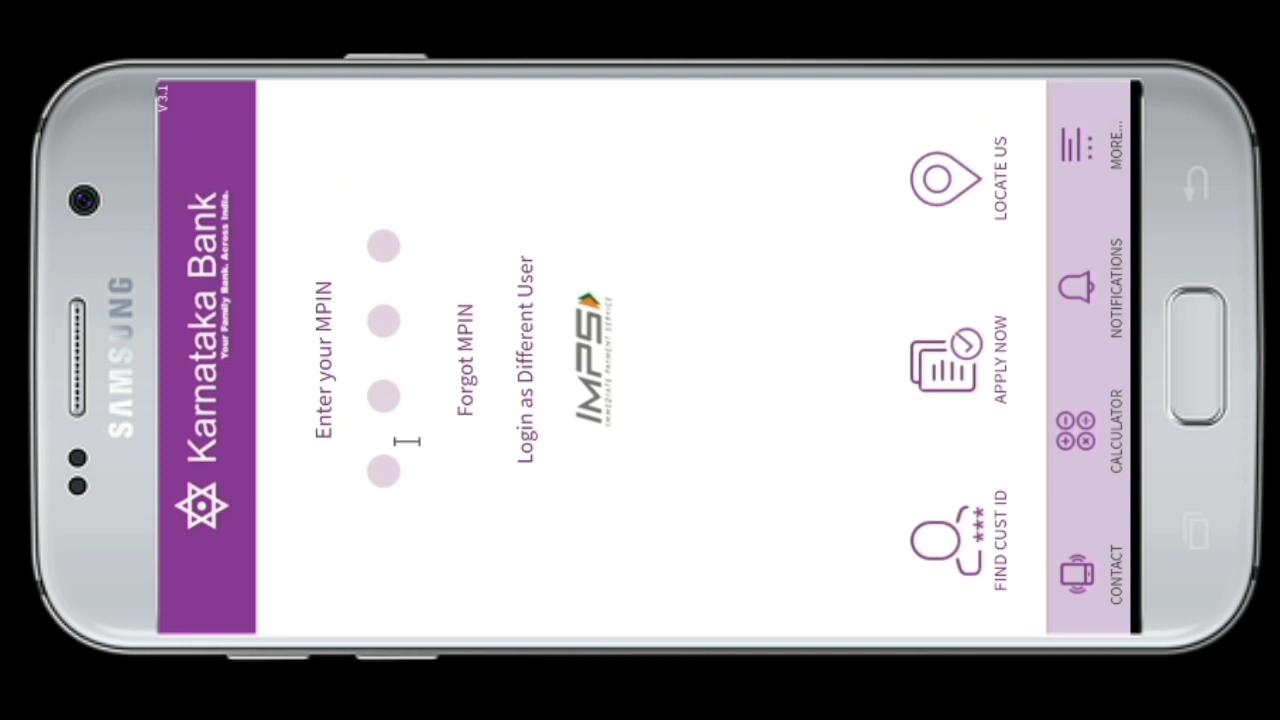 SAMSUNG
V 3.1
Karnataka Bank
Your Family Bank. Across India.
Enter your MPIN
Forgot MPIN
Login as Different User
IMPS
IMMEDIATE PAYMENT SERVICE
FIND CUST ID
APPLY NOW
LOCATE US
CONTACT
CALCULATOR
NOTIFICATIONS
MORE...